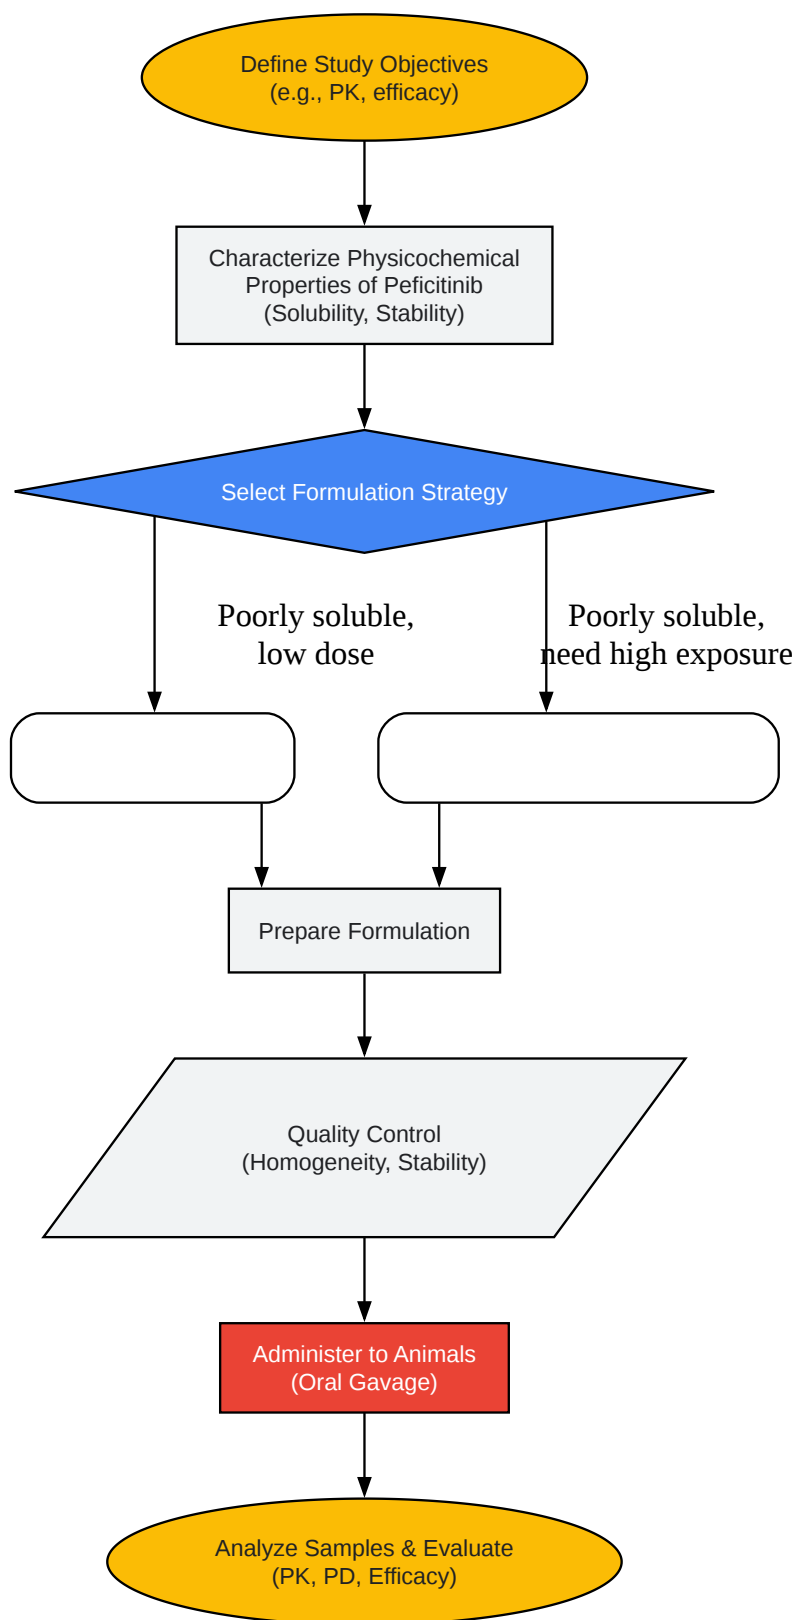 Define Study Objectives
(e.g., PK, efficacy)
Characterize Physicochemical
Properties of Peficitinib
(Solubility, Stability)
Select Formulation Strategy
Poorly soluble,
low dose
Poorly soluble,
need high exposure
Prepare Formulation
Quality Control
(Homogeneity, Stability)
Administer to Animals
(Oral Gavage)
Analyze Samples & Evaluate
(PK, PD, Efficacy)